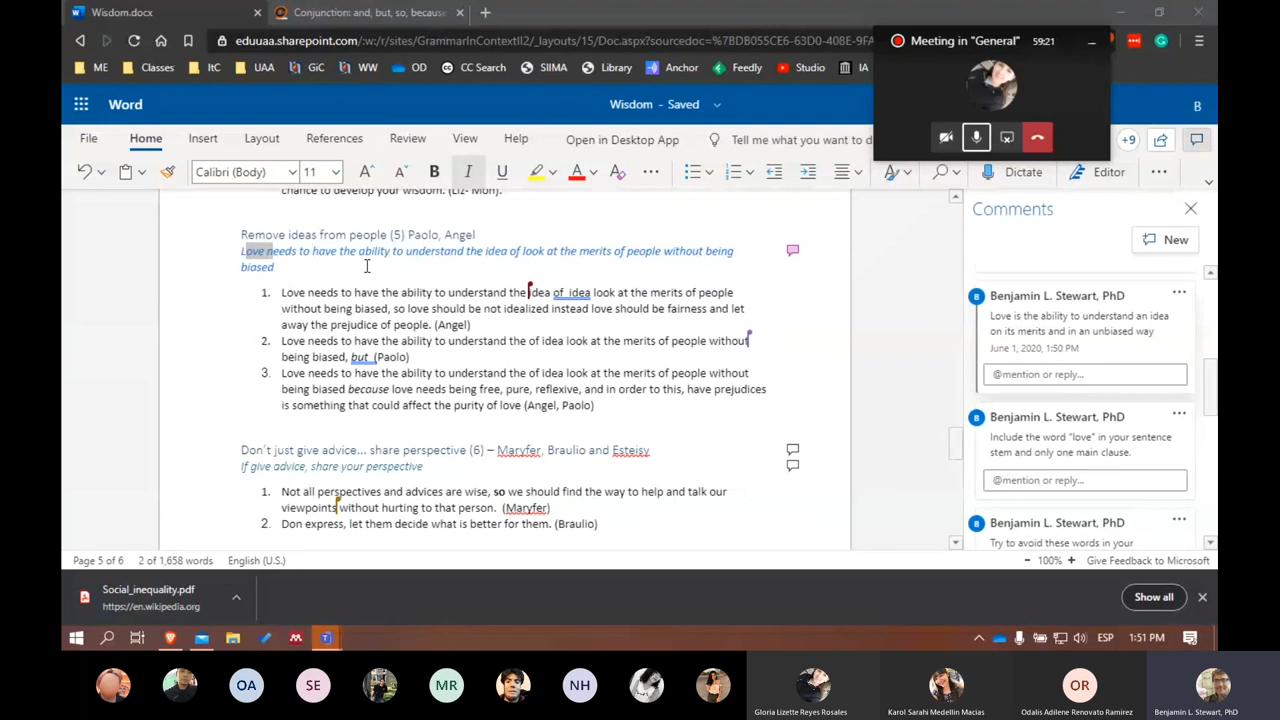 Wisdom.docx
Conjunction: and, but, so, because
eduuaa.sharepoint.com/:w:/r/sites/GrammarInContextII2/_layouts/15/Doc.aspx?sourcedoc=%7BDB055CE6-63D0-408E-9FA
Meeting in "General" 59:21
ME Classes ItC UAA GiC WW OD CC Search SIIMA Library Anchor Feedly Studio IA
Word
Wisdom - Saved
B
File Home Insert Layout References Review View Help Open in Desktop App Tell me what you want to d +9
Calibri (Body) 11 Dictate Editor
chance to develop your wisdom. (Liz- Mon).
Remove ideas from people (5) Paolo, Angel
Love needs to have the ability to understand the idea of look at the merits of people without being
biased
1. Love needs to have the ability to understand the idea of idea look at the merits of people
without being biased, so love should be not idealized instead love should be fairness and let
away the prejudice of people. (Angel)
2. Love needs to have the ability to understand the of idea look at the merits of people without
being biased, but (Paolo)
3. Love needs to have the ability to understand the of idea look at the merits of people without
being biased because love needs being free, pure, reflexive, and in order to this, have prejudices
is something that could affect the purity of love (Angel, Paolo)
Don't just give advice... share perspective (6) – Maryfer, Braulio and Esteisy
If give advice, share your perspective
1. Not all perspectives and advices are wise, so we should find the way to help and talk our
viewpoints without hurting to that person. (Maryfer)
2. Don express, let them decide what is better for them. (Braulio)
Comments
New
B Benjamin L. Stewart, PhD
Love is the ability to understand an idea
on its merits and in an unbiased way
June 1, 2020, 1:50 PM
@mention or reply...
B Benjamin L. Stewart, PhD
Include the word "love" in your sentence
stem and only one main clause.
@mention or reply...
B Benjamin L. Stewart, PhD
Try to avoid these words in your
Page 5 of 6 2 of 1,658 words English (U.S.) 100% Give Feedback to Microsoft
Social_inequality.pdf
https://en.wikipedia.org
Show all
ESP 1:51 PM
OA SE MR NH OR
Gloria Lizette Reyes Rosales Karol Sarahi Medellin Macias Odalis Adilene Renovato Ramirez Benjamin L. Stewart, PhD